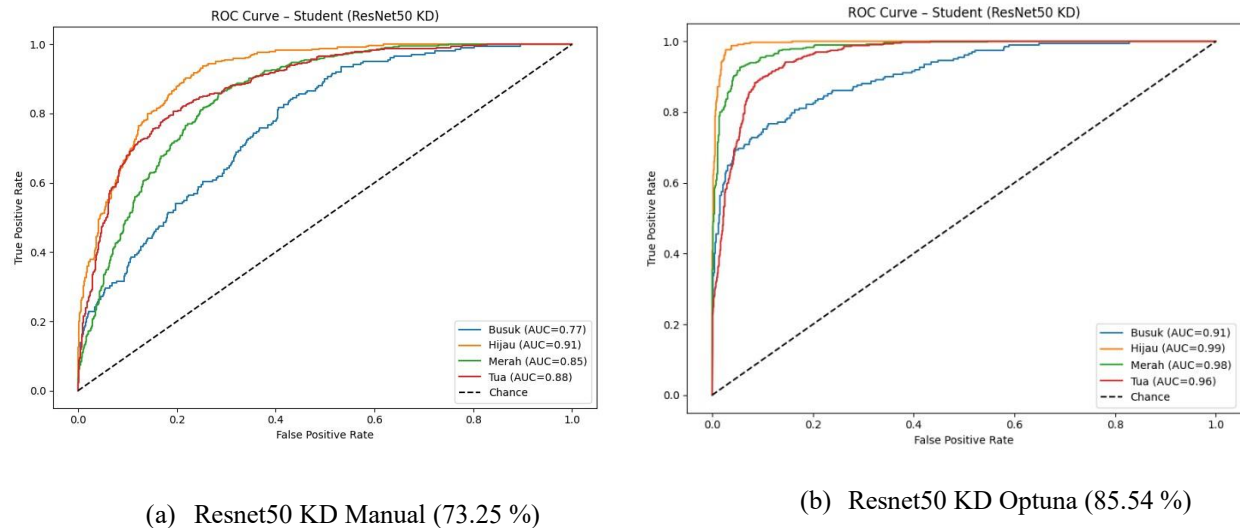 ROC Curve – Student (ResNet50 KD)
True Positive Rate
1.0
0.8
0.6
0.4
0.2
0.0
Busuk (AUC=0.77)
Hijau (AUC=0.91)
Merah (AUC=0.85)
Tua (AUC=0.88)
Chance
0.0 0.2 0.4 0.6 0.8 1.0
False Positive Rate
(a) Resnet50 KD Manual (73.25 %)
ROC Curve – Student (ResNet50 KD)
True Positive Rate
1.0
0.8
0.6
0.4
0.2
0.0
Busuk (AUC=0.91)
Hijau (AUC=0.99)
Merah (AUC=0.98)
Tua (AUC=0.96)
Chance
0.0 0.2 0.4 0.6 0.8 1.0
False Positive Rate
(b) Resnet50 KD Optuna (85.54 %)